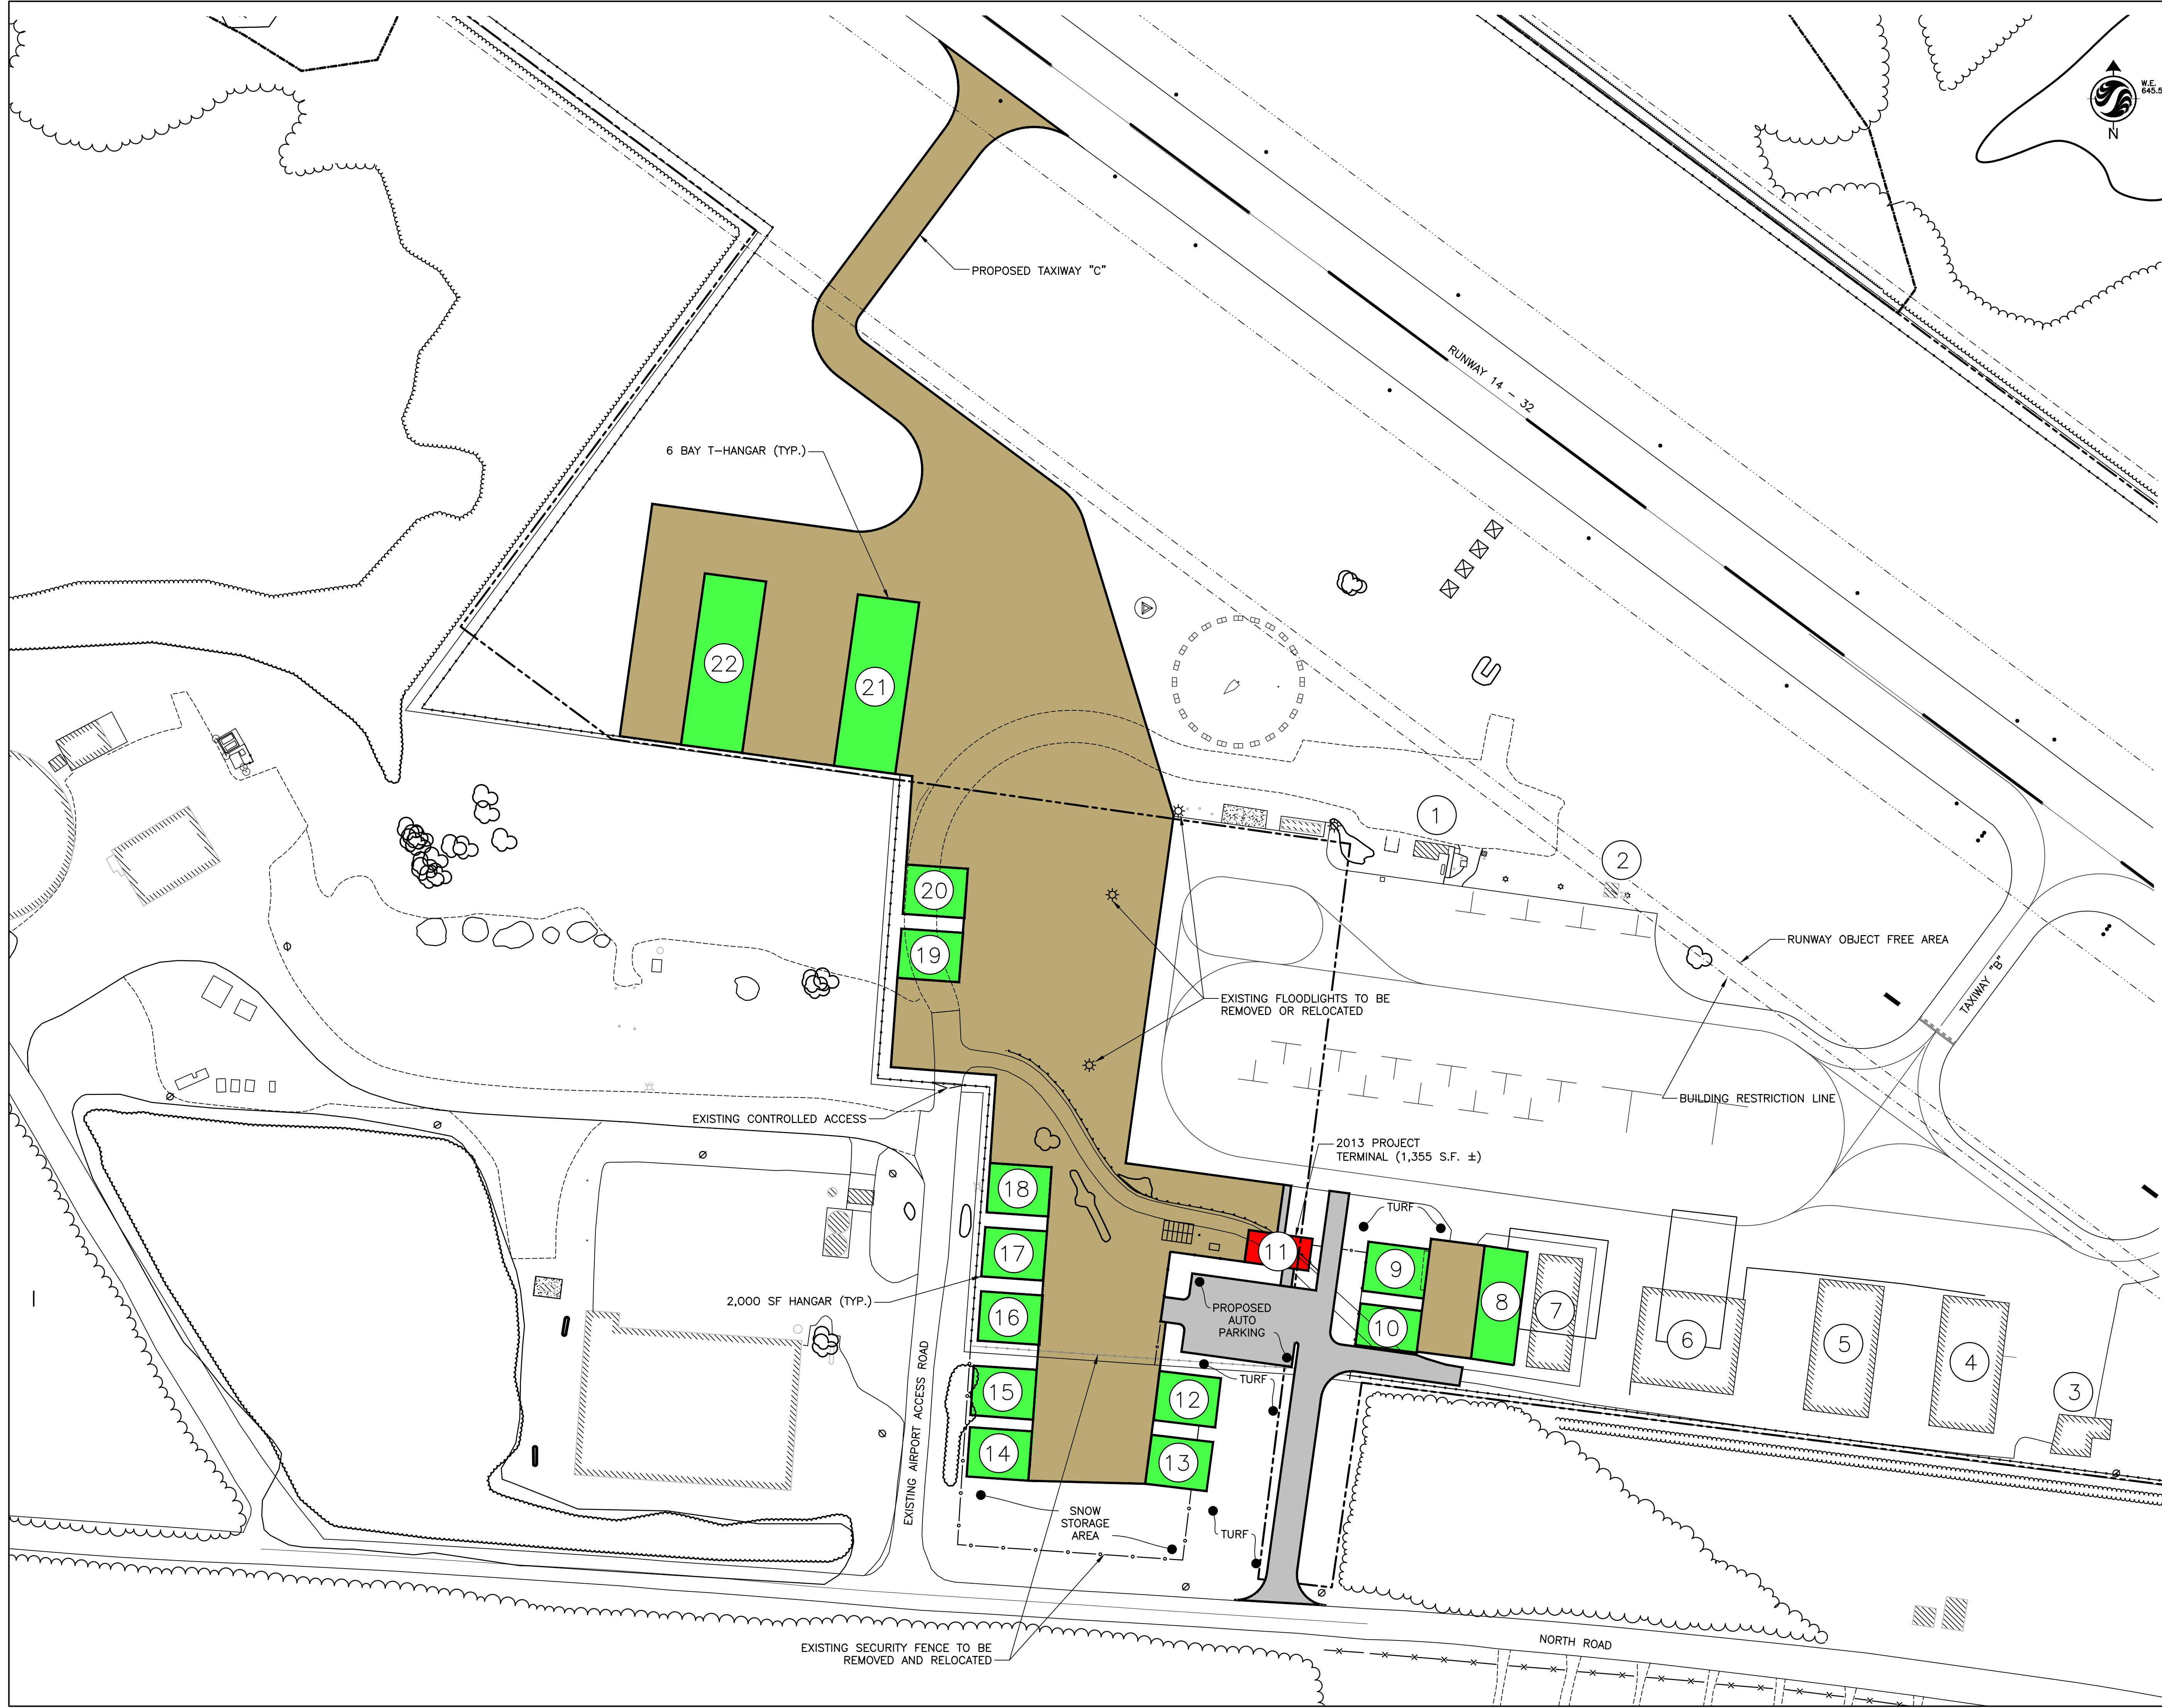 W.E.
645.5
N
PROPOSED TAXIWAY "C"
RUNWAY 14 - 32
6 BAY T-HANGAR (TYP.)
22
21
1
2
20
19
RUNWAY OBJECT FREE AREA
TAXIWAY "B"
EXISTING FLOODLIGHTS TO BE
REMOVED OR RELOCATED
BUILDING RESTRICTION LINE
EXISTING CONTROLLED ACCESS
2013 PROJECT
TERMINAL (1,355 S.F. ±)
18
TURF
17
11
9
8
7
6
5
4
3
2,000 SF HANGAR (TYP.)
16
PROPOSED
AUTO
PARKING
10
EXISTING AIRPORT ACCESS ROAD
15
12
TURF
14
13
SNOW
STORAGE
AREA
TURF
EXISTING SECURITY FENCE TO BE
REMOVED AND RELOCATED
NORTH ROAD